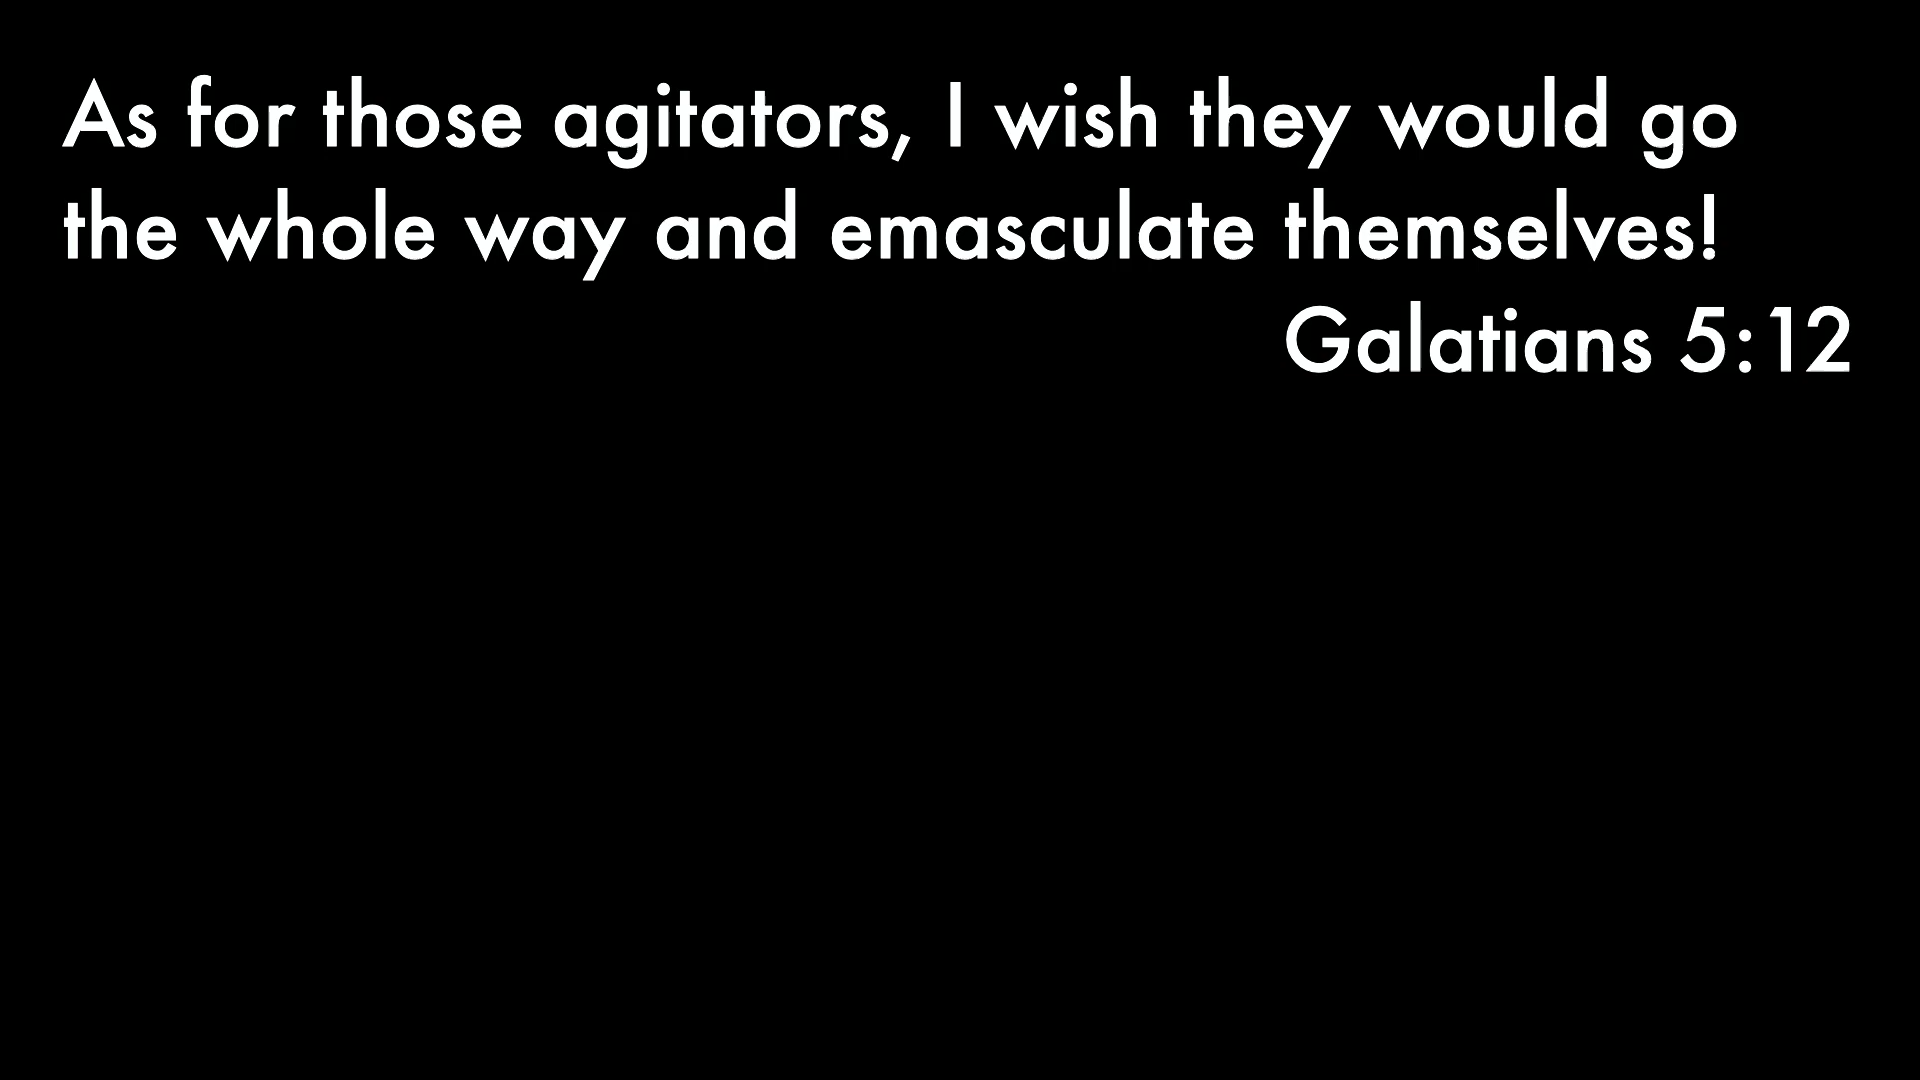 As for those agitators, I wish they would go
the whole way and emasculate themselves!
Galatians 5:12